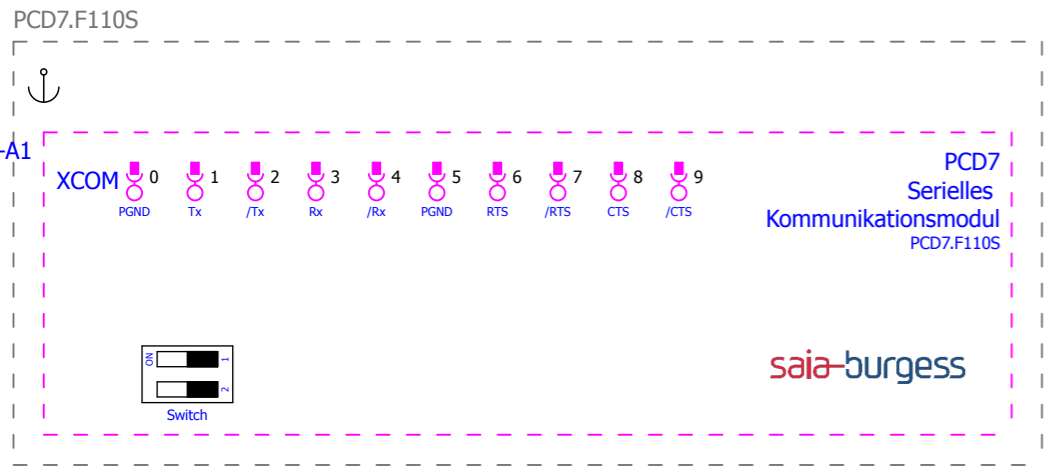 PCD7.F110S
-A1
XCOM 0 1 2 3 4 5 6 7 8 9
PGND Tx /Tx Rx /Rx PGND RTS /RTS CTS /CTS
PCD7
Serielles
Kommunikationsmodul
PCD7.F110S
ON 1
2
Switch
saia-burgess